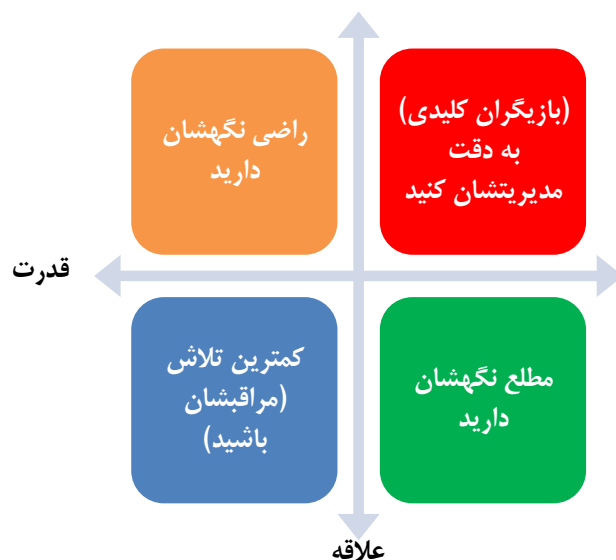 (بازیگران کلیدی)
به دقت
مدیریتشان کنید
راضی نگهشان
دارید
قدرت
مطلع نگهشان
دارید
کمترین تلاش
(مراقبشان
باشید)
علاقه